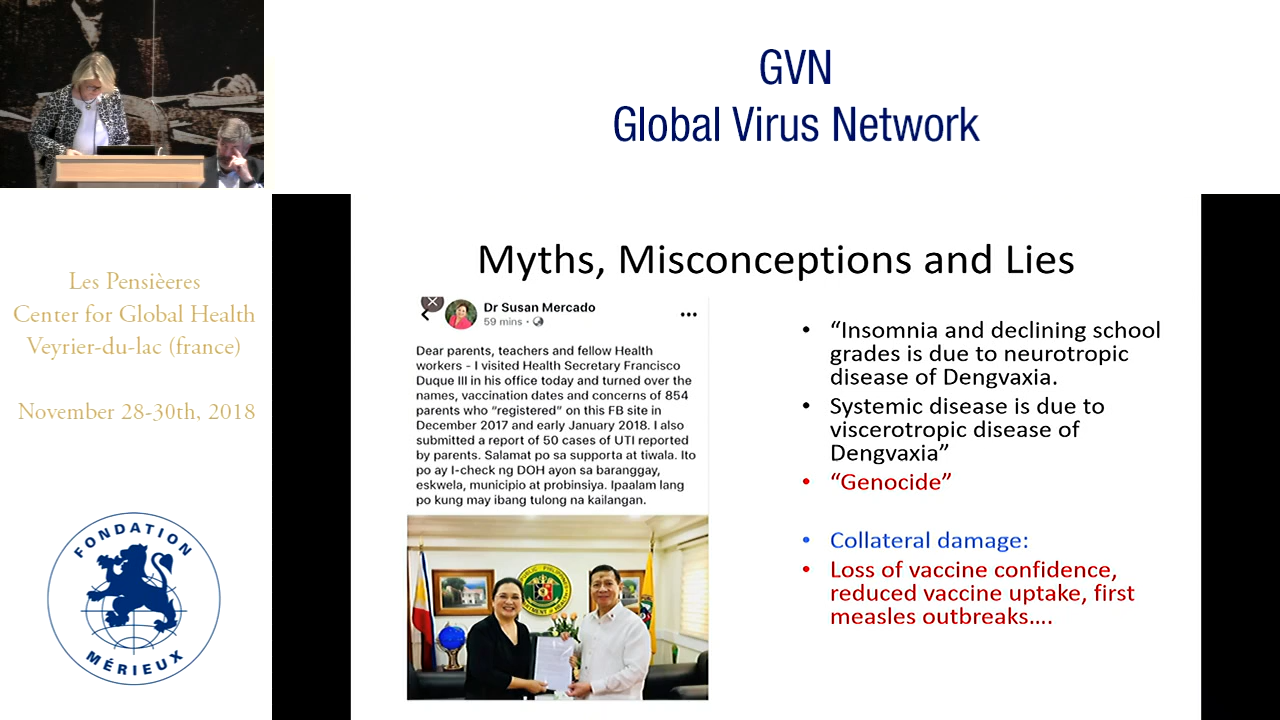 GVN
Global Virus Network
Les Pensièeres
Center for Global Health
Veyrier-du-lac (france)
November 28-30th, 2018
FONDATION
MÉRIEUX
Myths, Misconceptions and Lies
Dr Susan Mercado
59 mins ·
Dear parents, teachers and fellow Health
workers - I visited Health Secretary Francisco
Duque III in his office today and turned over the
names, vaccination dates and concerns of 854
parents who “registered” on this FB site in
December 2017 and early January 2018. I also
submitted a report of 50 cases of UTI reported
by parents. Salamat po sa supporta at tiwala. Ito
po ay I-check ng DOH ayon sa baranggay,
eskwela, municipio at probinsiya. Ipaalam lang
po kung may ibang tulong na kailangan.
• “Insomnia and declining school
grades is due to neurotropic
disease of Dengvaxia.
• Systemic disease is due to
viscerotropic disease of
Dengvaxia”
• “Genocide”
• Collateral damage:
• Loss of vaccine confidence,
reduced vaccine uptake, first
measles outbreaks....